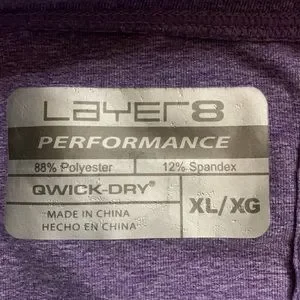 LAYER8
PERFORMANCE
88% Polyester 12% Spandex
QWICK-DRY®
XL/XG
MADE IN CHINA
HECHO EN CHINA